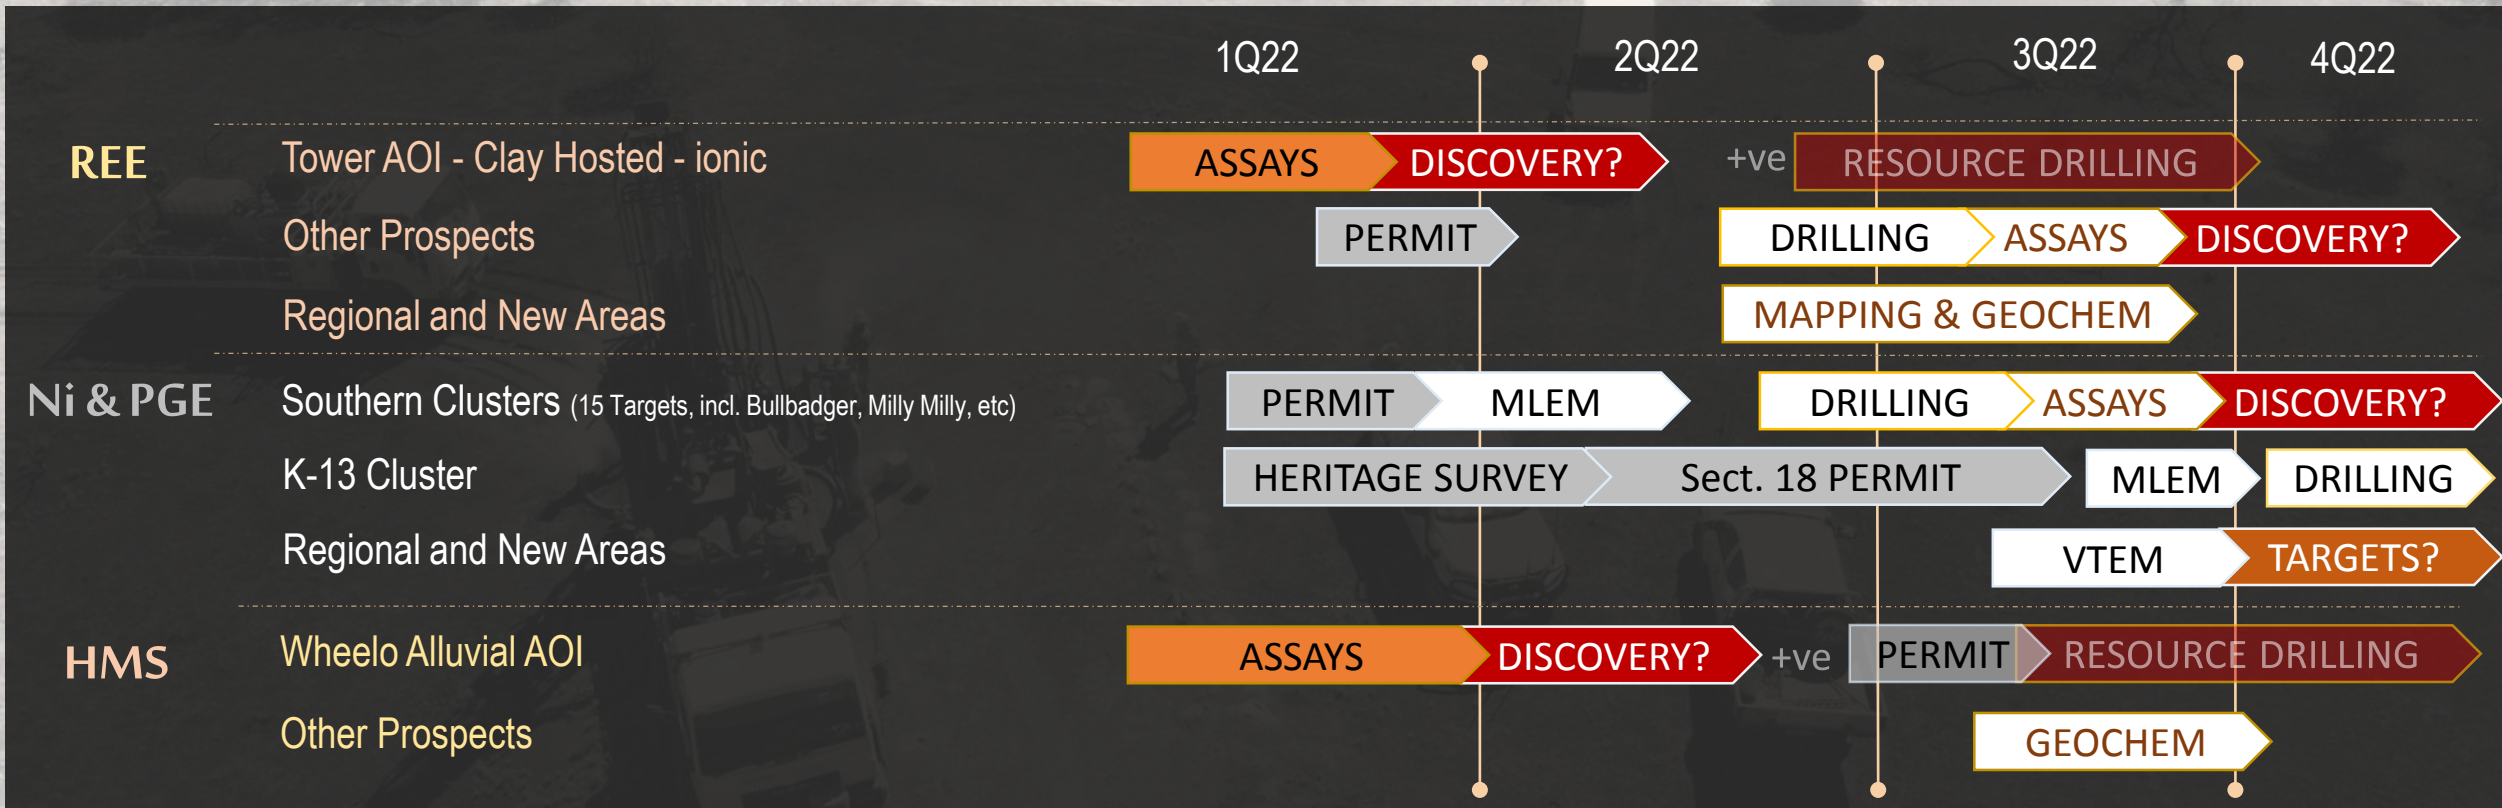 1Q22 2Q22 3Q22 4Q22
REE Tower AOI - Clay Hosted - ionic ASSAYS DISCOVERY? +ve RESOURCE DRILLING
Other Prospects PERMIT DRILLING ASSAYS DISCOVERY?
Regional and New Areas MAPPING & GEOCHEM
Ni & PGE Southern Clusters (15 Targets, incl. Bullbadger, Milly Milly, etc) PERMIT MLEM DRILLING ASSAYS DISCOVERY?
K-13 Cluster HERITAGE SURVEY Sect. 18 PERMIT MLEM DRILLING
Regional and New Areas VTEM TARGETS?
HMS Wheelo Alluvial AOI ASSAYS DISCOVERY? +ve PERMIT RESOURCE DRILLING
Other Prospects GEOCHEM